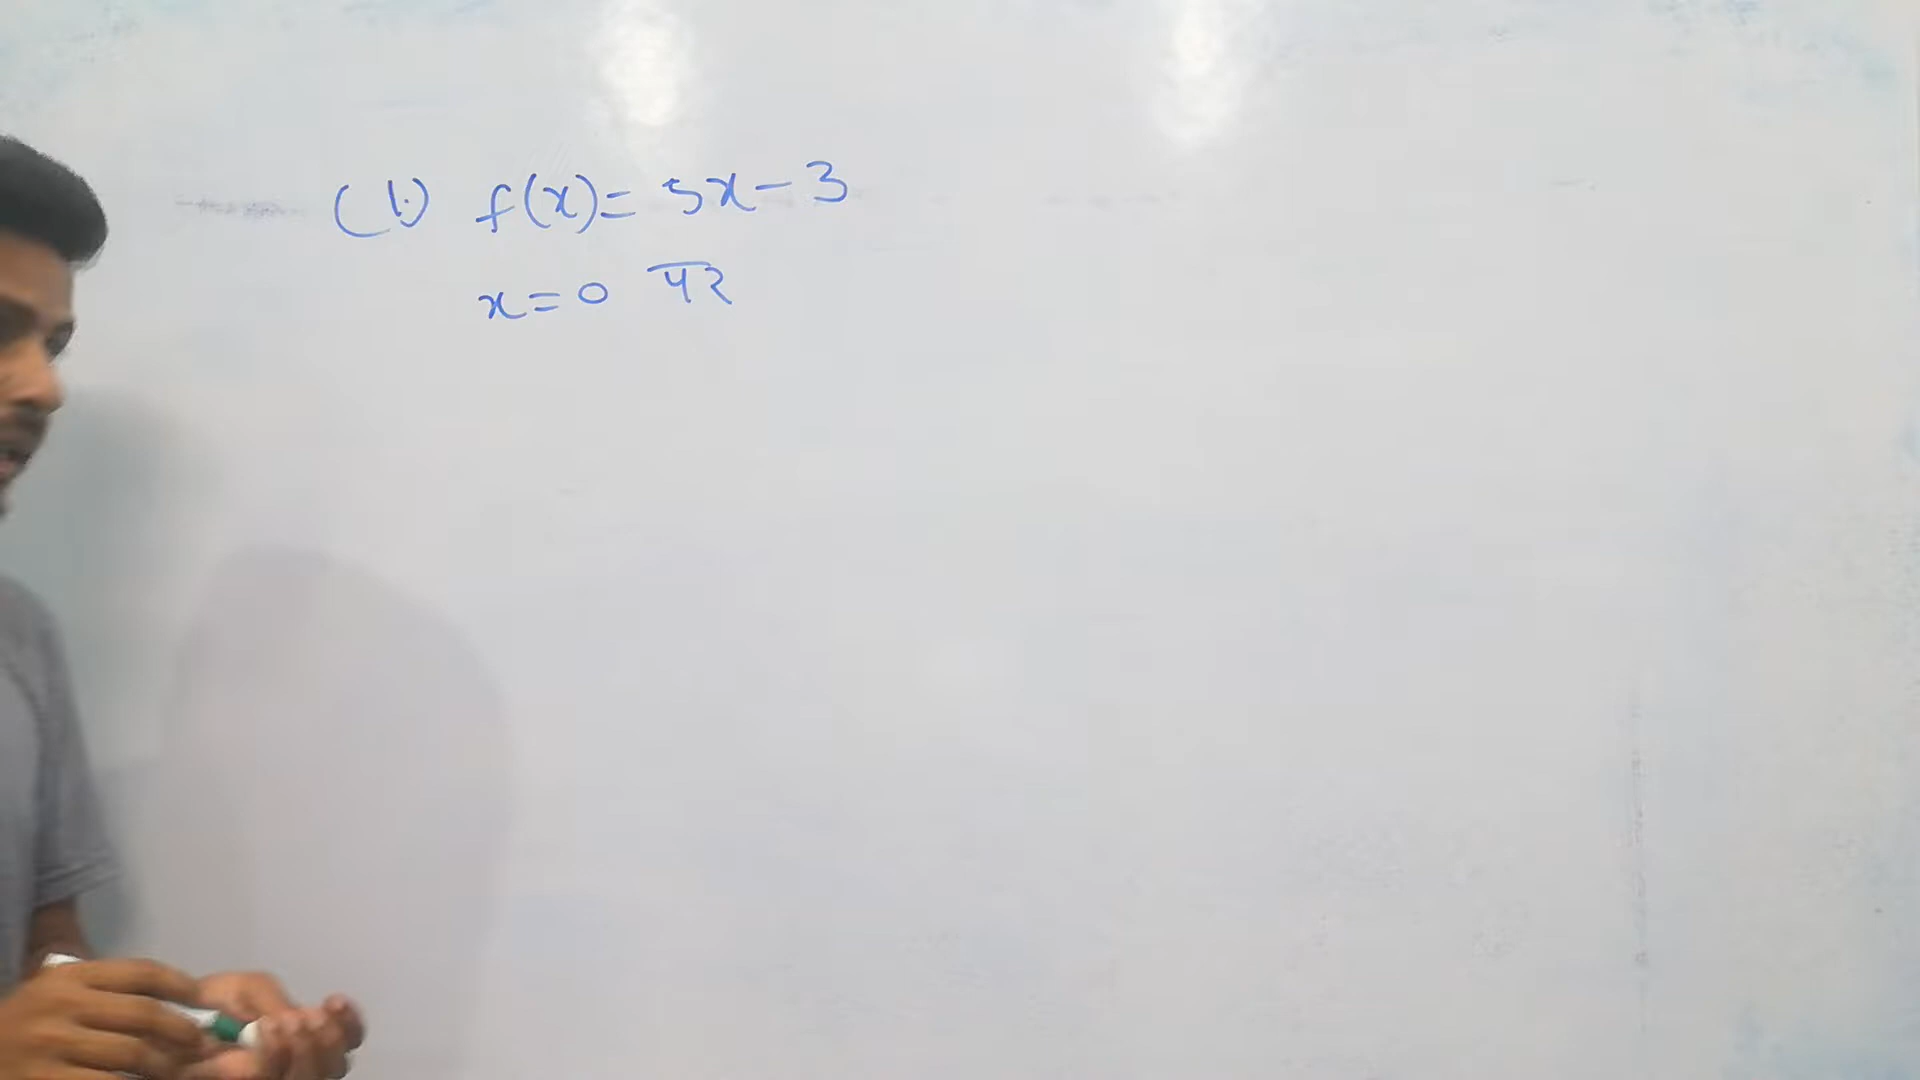 (1.) f(x) = 5x - 3
x = 0 पर